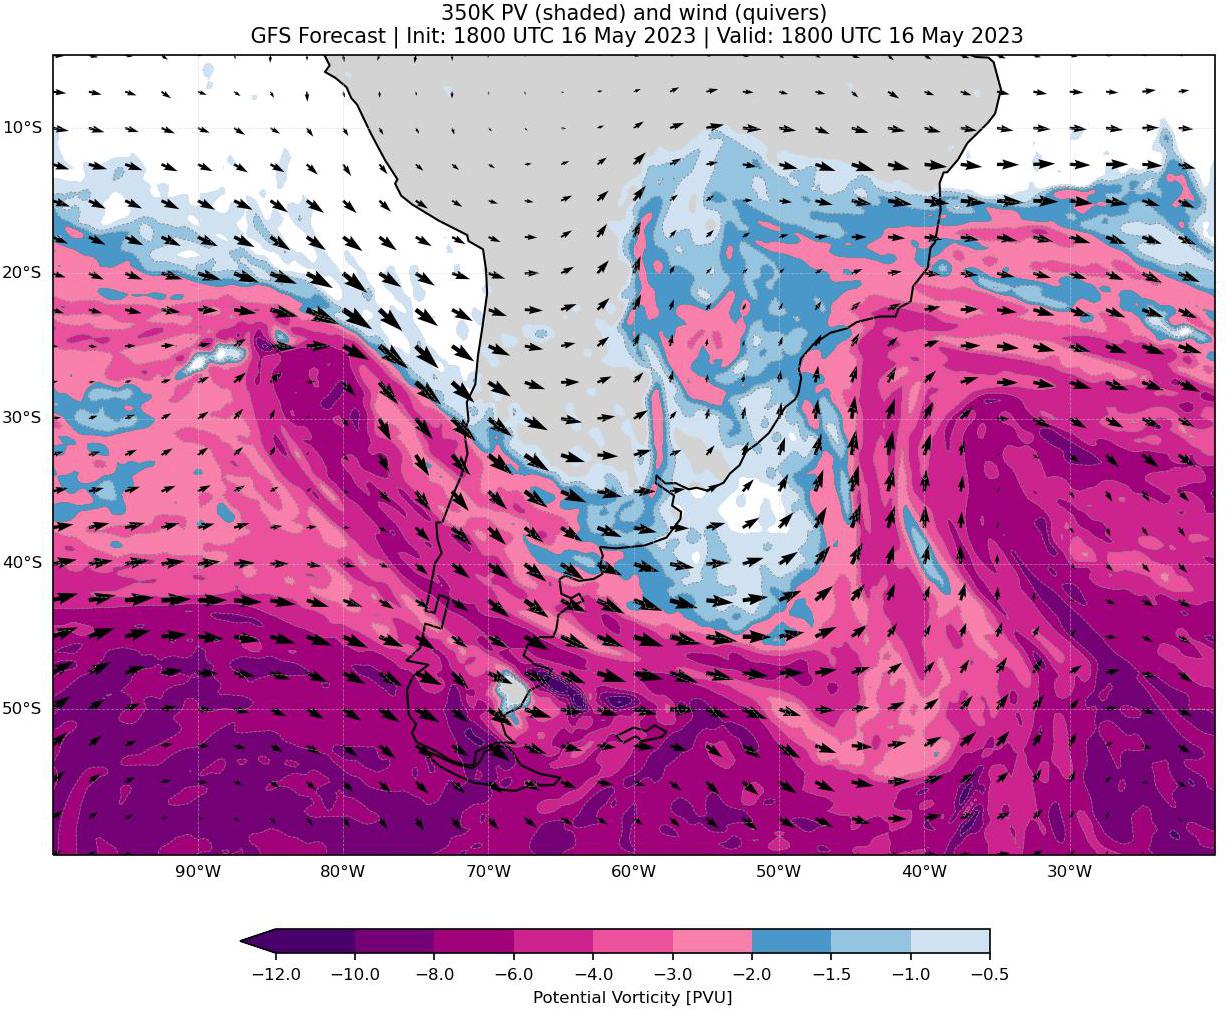 350K PV (shaded) and wind (quivers)
GFS Forecast | Init: 1800 UTC 16 May 2023 | Valid: 1800 UTC 16 May 2023
10°S
20°S
30°S
40°S
50°S
90°W 80°W 70°W 60°W 50°W 40°W 30°W
−12.0 −10.0 −8.0 −6.0 −4.0 −3.0 −2.0 −1.5 −1.0 −0.5
Potential Vorticity [PVU]